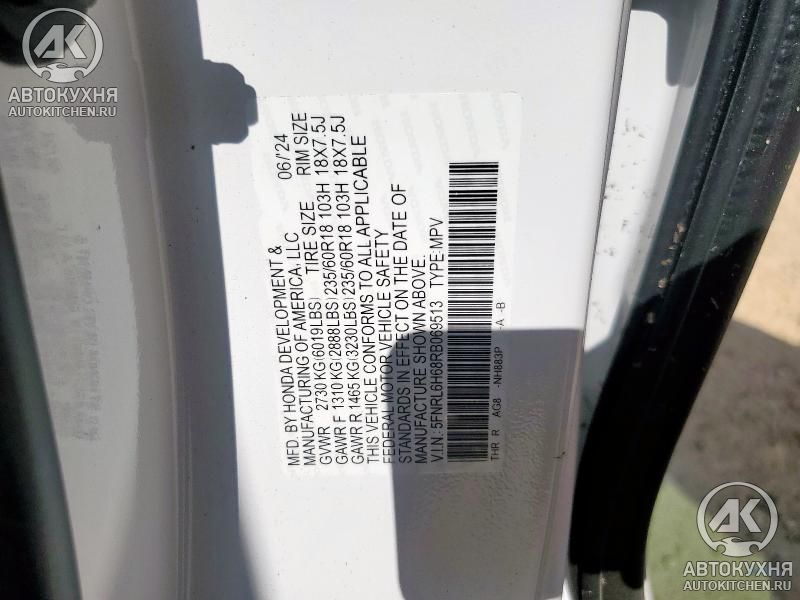 АВТОКУХНЯ
AUTOKITCHEN.RU
MFD. BY HONDA DEVELOPMENT & 06/'24
MANUFACTURING OF AMERICA, LLC TIRE SIZE RIM SIZE
GVWR 2730 KG(6019LBS)
GAWR F 1310 KG(2888LBS) 235/60R18 103H 18X7.5J
GAWR R 1465 KG(3230LBS) 235/60R18 103H 18X7.5J
THIS VEHICLE CONFORMS TO ALL APPLICABLE
FEDERAL MOTOR VEHICLE SAFETY
STANDARDS IN EFFECT ON THE DATE OF
MANUFACTURE SHOWN ABOVE.
V.I.N.:5FNRL6H68RB069513 TYPE:MPV
THR R AG8 -NH883P -A -B
АВТОКУХНЯ
AUTOKITCHEN.RU